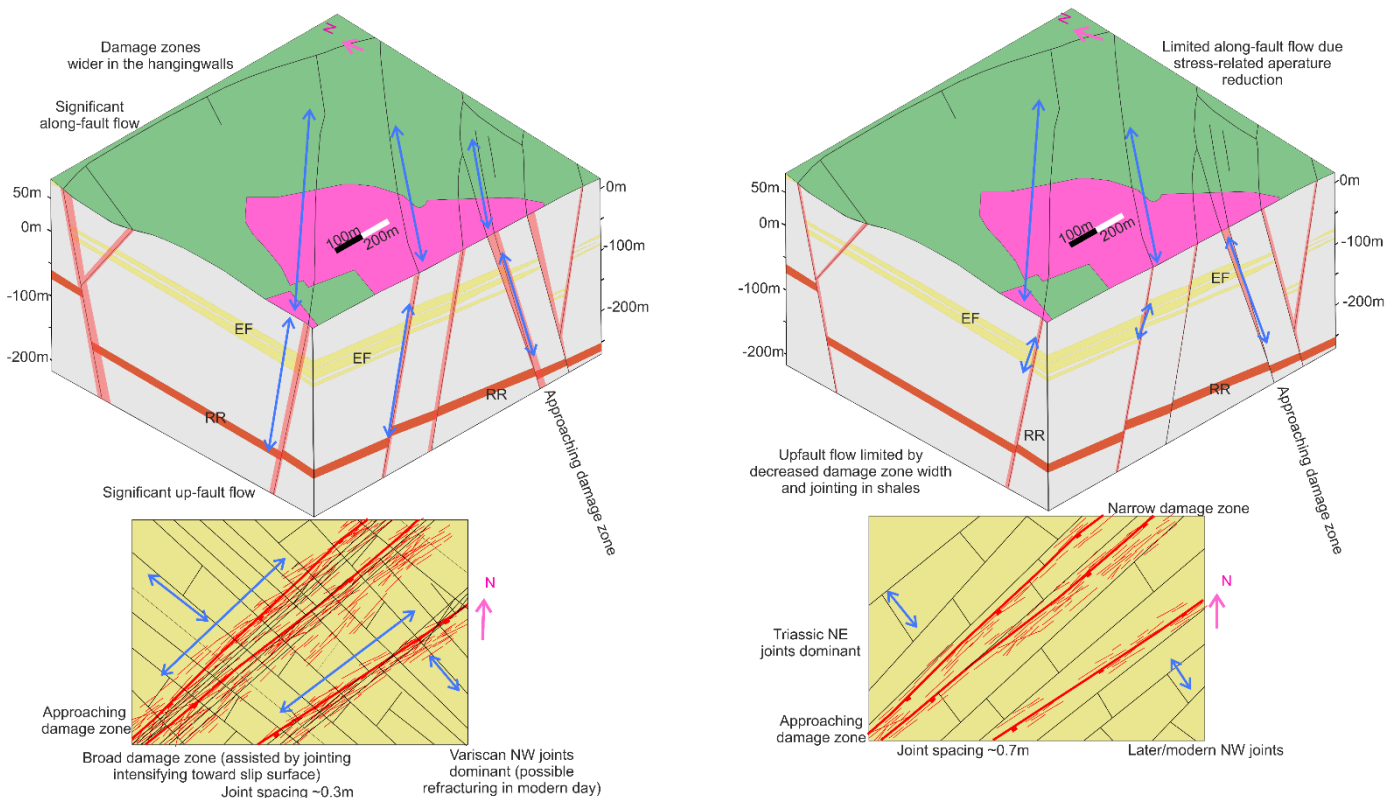 N
Damage zones
wider in the hangingwalls
Significant
along-fault flow
50m
0m
-100m
-200m
0m
-100m
-200m
100m
200m
EF
EF
RR
RR
Approaching damage zone
Significant up-fault flow
N
Approaching
damage zone
Broad damage zone (assisted by jointing
intensifying toward slip surface)
Joint spacing ~0.3m
Variscan NW joints
dominant (possible
refracturing in modern day)
N
Limited along-fault flow due
stress-related aperature
reduction
50m
0m
-100m
-200m
0m
-100m
-200m
100m
200m
EF
EF
RR
RR
Approaching damage zone
Upfault flow limited by
decreased damage zone width
and jointing in shales
Narrow damage zone
N
Triassic NE
joints dominant
Approaching
damage zone
Joint spacing ~0.7m
Later/modern NW joints